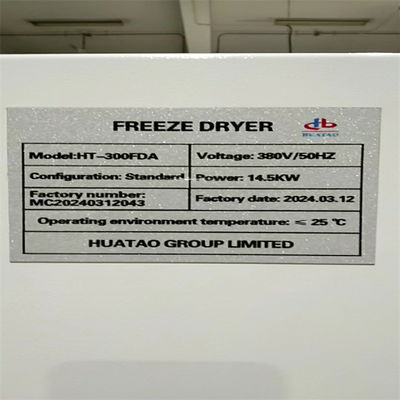 FREEZE DRYER
HUATAO
Model:HT-300FDA Voltage: 380V/50HZ
Configuration: Standard Power: 14.5KW
Factory number:
MC20240312043 Factory date: 2024.03.12
Operating environment temperature: ≤ 25 ℃
HUATAO GROUP LIMITED